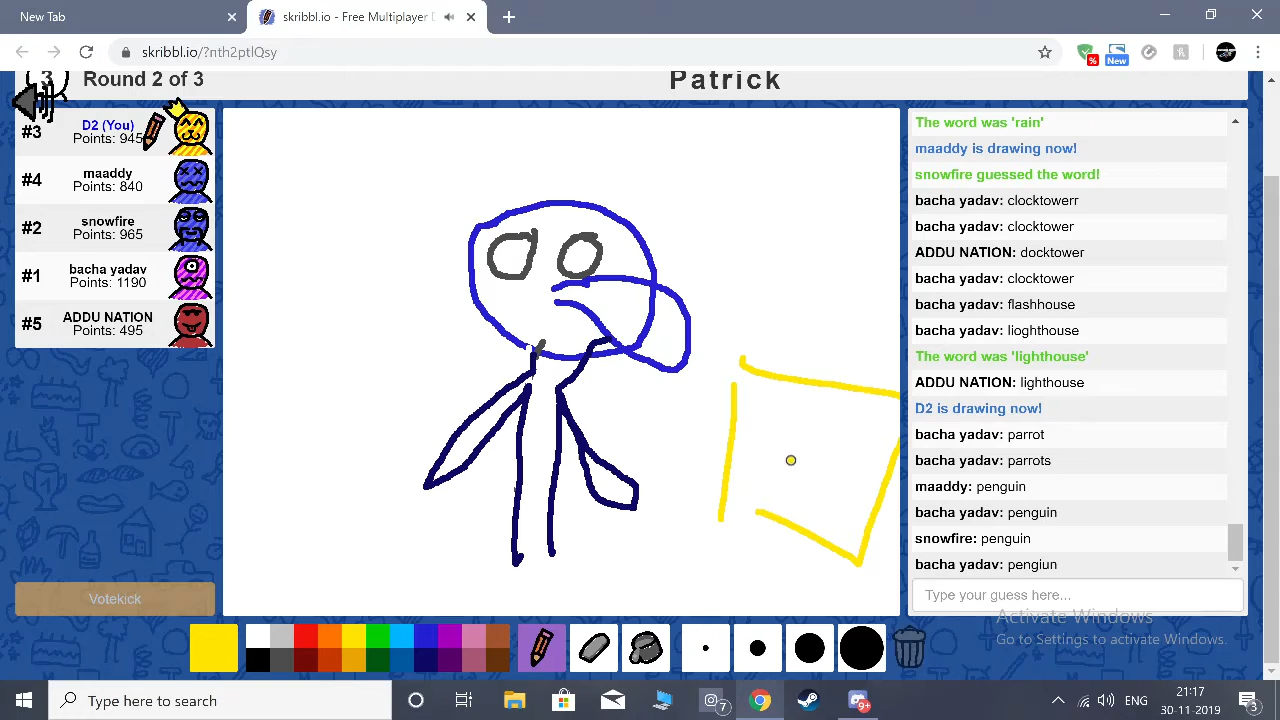 New Tab
skribbl.io - Free Multiplayer D
skribbl.io/?nth2ptlQsy
%
New
3
Round 2 of 3
Patrick
#3
D2 (You)
Points: 945
#4
maaddy
Points: 840
#2
snowfire
Points: 965
#1
bacha yadav
Points: 1190
#5
ADDU NATION
Points: 495
Votekick
The word was 'rain'
maaddy is drawing now!
snowfire guessed the word!
bacha yadav: clocktowerr
bacha yadav: clocktower
ADDU NATION: docktower
bacha yadav: clocktower
bacha yadav: flashhouse
bacha yadav: lioghthouse
The word was 'lighthouse'
ADDU NATION: lighthouse
D2 is drawing now!
bacha yadav: parrot
bacha yadav: parrots
maaddy: penguin
bacha yadav: penguin
snowfire: penguin
bacha yadav: pengiun
Type your guess here...
Activate Windows
Go to Settings to activate Windows.
Type here to search
7
9+
ENG
21:17
30-11-2019
3